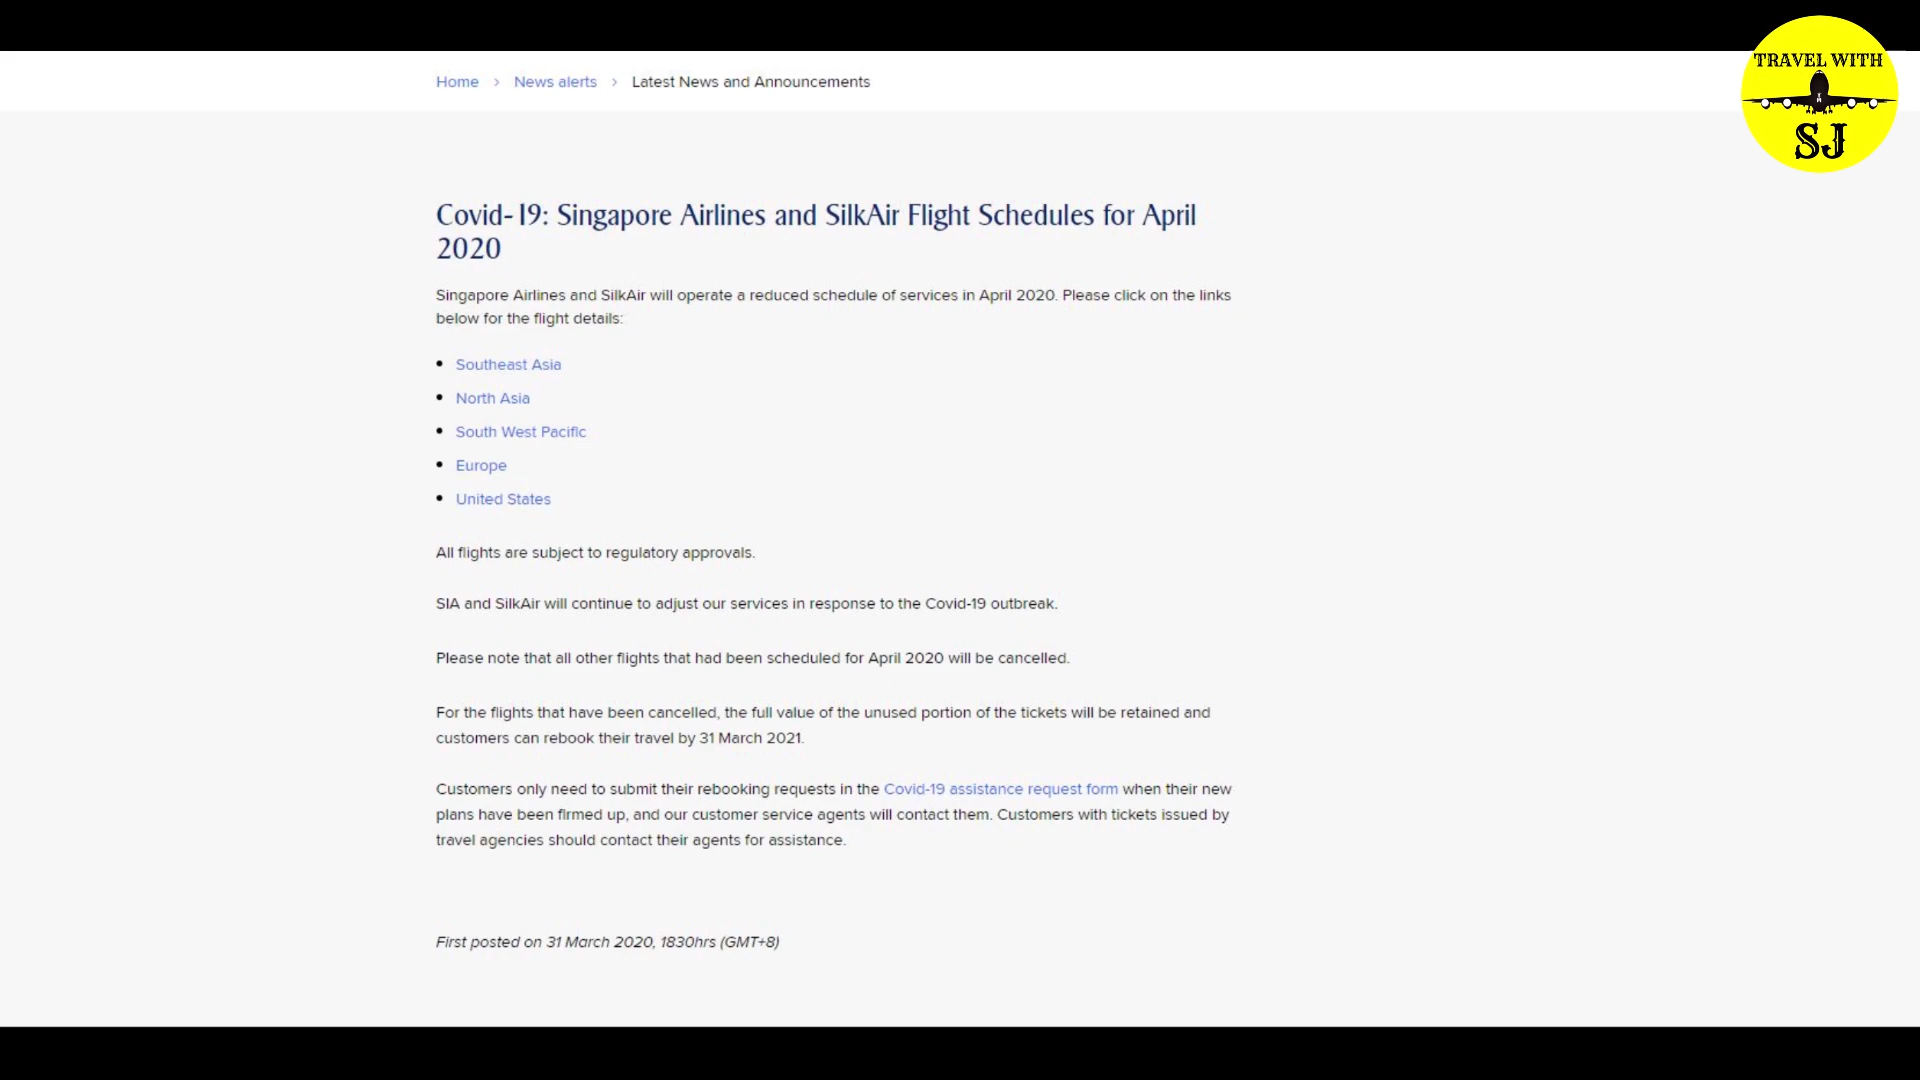 TRAVEL WITH
SJ
Home > News alerts > Latest News and Announcements
Covid-19: Singapore Airlines and SilkAir Flight Schedules for April
2020
Singapore Airlines and SilkAir will operate a reduced schedule of services in April 2020. Please click on the links
below for the flight details:
• Southeast Asia
• North Asia
• South West Pacific
• Europe
• United States
All flights are subject to regulatory approvals.
SIA and SilkAir will continue to adjust our services in response to the Covid-19 outbreak.
Please note that all other flights that had been scheduled for April 2020 will be cancelled.
For the flights that have been cancelled, the full value of the unused portion of the tickets will be retained and
customers can rebook their travel by 31 March 2021.
Customers only need to submit their rebooking requests in the Covid-19 assistance request form when their new
plans have been firmed up, and our customer service agents will contact them. Customers with tickets issued by
travel agencies should contact their agents for assistance.
First posted on 31 March 2020, 1830hrs (GMT+8)